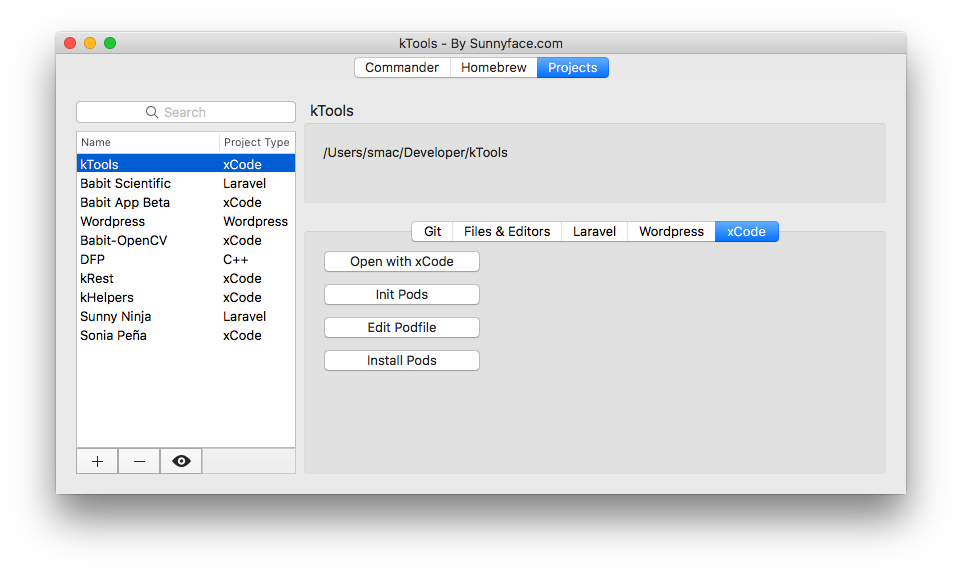 kTools - By Sunnyface.com
Commander Homebrew Projects
Search
kTools
Name Project Type
/Users/smac/Developer/kTools
kTools xCode
Babit Scientific Laravel
Babit App Beta xCode
Wordpress Wordpress
Babit-OpenCV xCode
DFP C++
kRest xCode
kHelpers xCode
Sunny Ninja Laravel
Sonia Peña xCode
Git Files & Editors Laravel Wordpress xCode
Open with xCode
Init Pods
Edit Podfile
Install Pods